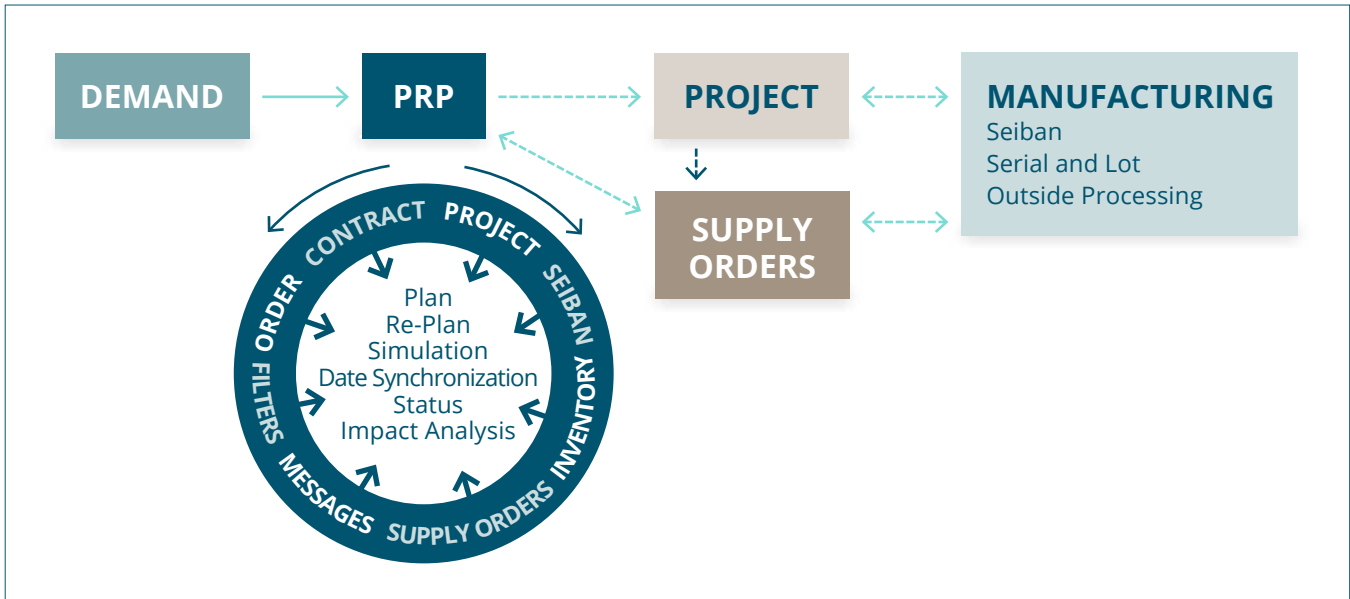 DEMAND
PRP
PROJECT
MANUFACTURING
Seiban
Serial and Lot
Outside Processing
SUPPLY
ORDERS
CONTRACT
PROJECT
SEIBAN
INVENTORY
SUPPLY ORDERS
MESSAGES
FILTERS
ORDER
Plan
Re-Plan
Simulation
Date Synchronization
Status
Impact Analysis